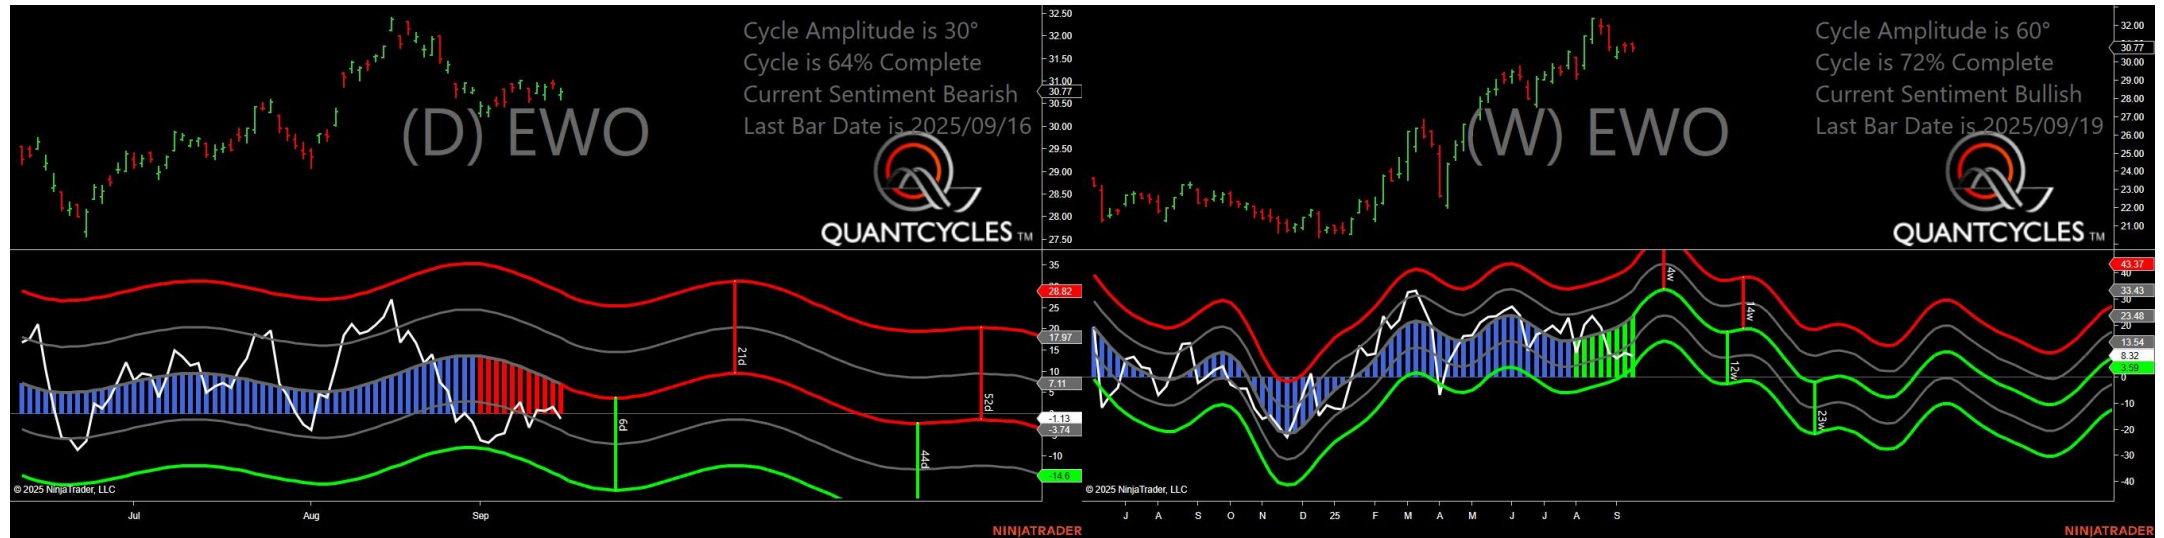 Cycle Amplitude is 30°
Cycle is 64% Complete
Current Sentiment Bearish
Last Bar Date is 2025/09/16
(D) EWO
QUANTCYCLES TM
32.50
32.00
31.50
31.00
30.77
30.50
30.00
29.50
29.00
28.50
28.00
27.50
35
28.82
25
20
17.97
15
10
7.11
5
-1.13
-3.74
-10
-14.6
21d
52d
6d
44d
© 2025 NinjaTrader, LLC
Jul
Aug
Sep
NINJATRADER
Cycle Amplitude is 60°
Cycle is 72% Complete
Current Sentiment Bullish
Last Bar Date is 2025/09/19
(W) EWO
QUANTCYCLES TM
32.00
30.77
30.00
29.00
28.00
27.00
26.00
25.00
24.00
23.00
22.00
21.00
43.37
40
33.43
30
23.48
20
13.54
8.32
3.59
0
-10
-20
-30
-40
4w
14w
12w
23w
© 2025 NinjaTrader, LLC
J
A
S
O
N
D
25
F
M
A
M
J
J
A
S
NINJATRADER